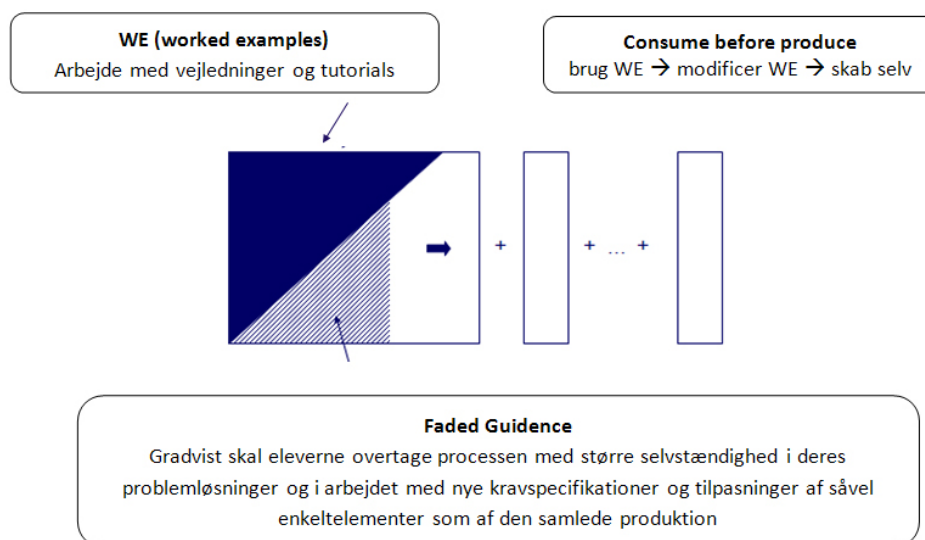 WE (worked examples)
Arbejde med vejledninger og tutorials
Consume before produce
brug WE → modificer WE → skab selv
+ + ... +
Faded Guidence
Gradvist skal eleverne overtage processen med større selvstændighed i deres
problemløsninger og i arbejdet med nye kravspecifikationer og tilpasninger af såvel
enkeltelementer som af den samlede produktion